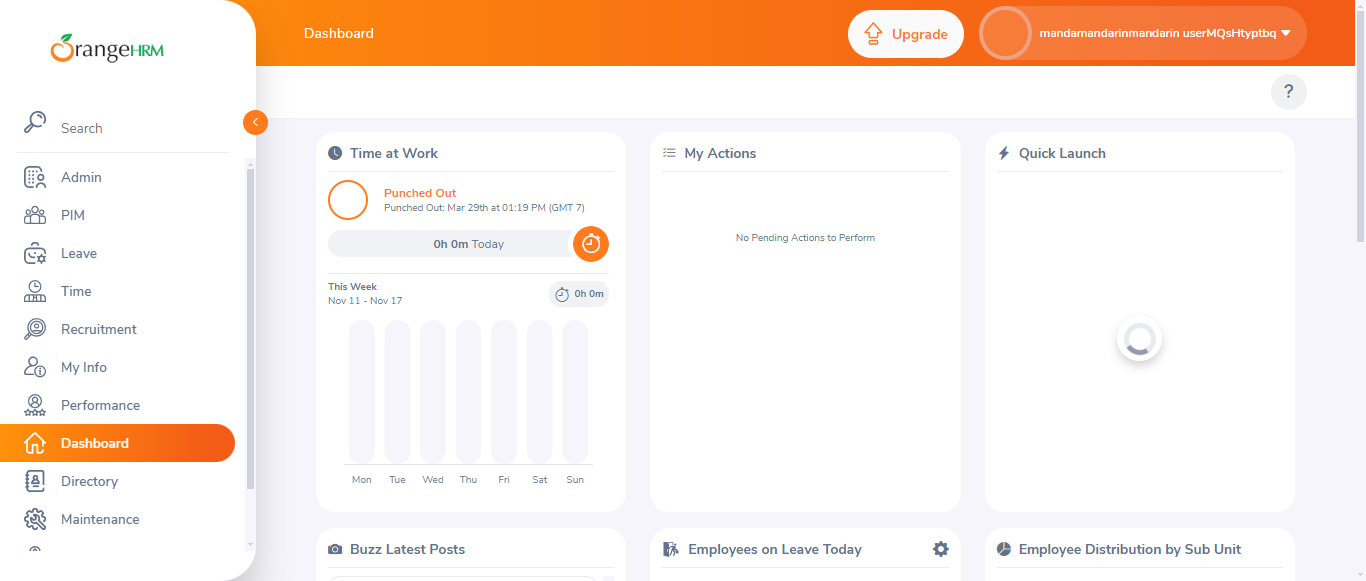 OrangeHRM
Dashboard
Upgrade
mandamandarinmandarin userMQsHtyptbq
?
Search
Admin
PIM
Leave
Time
Recruitment
My Info
Performance
Dashboard
Directory
Maintenance
Time at Work
Punched Out
Punched Out: Mar 29th at 01:19 PM (GMT 7)
0h 0m Today
This Week
Nov 11 - Nov 17
0h 0m
Mon Tue Wed Thu Fri Sat Sun
My Actions
No Pending Actions to Perform
Quick Launch
Buzz Latest Posts
Employees on Leave Today
Employee Distribution by Sub Unit